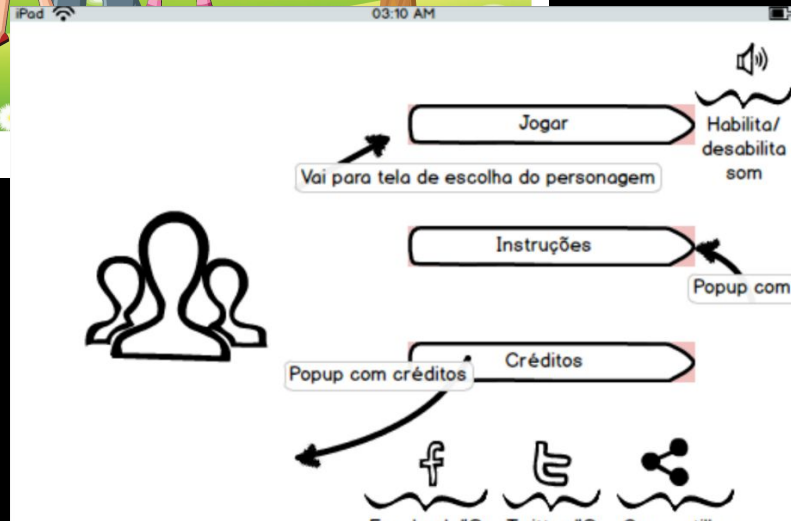 iPad 03:10 AM
Jogar
Habilita/
desabilita
som
Vai para tela de escolha do personagem
Instruções
Popup com
Créditos
Popup com créditos